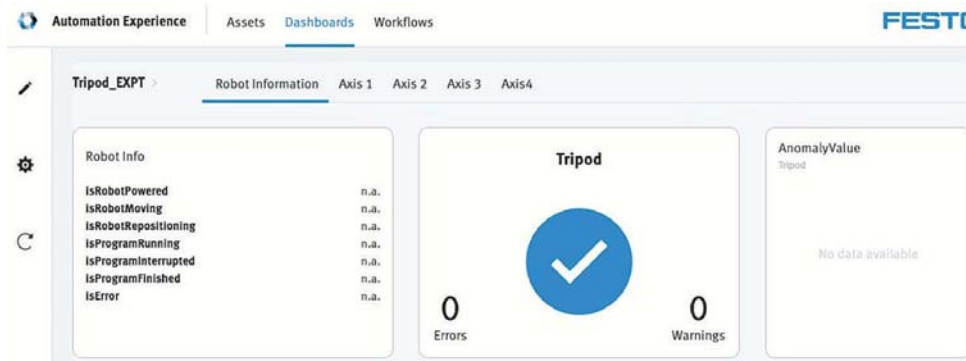 Automation Experience
Assets
Dashboards
Workflows
FESTO
Tripod_EXPT
Robot Information
Axis 1
Axis 2
Axis 3
Axis4
Robot Info
isRobotPowered n.a.
isRobotMoving n.a.
isRobotRepositioning n.a.
isProgramRunning n.a.
isProgramInterrupted n.a.
isProgramFinished n.a.
isError n.a.
Tripod
0
Errors
0
Warnings
AnomalyValue
Tripod
No data available